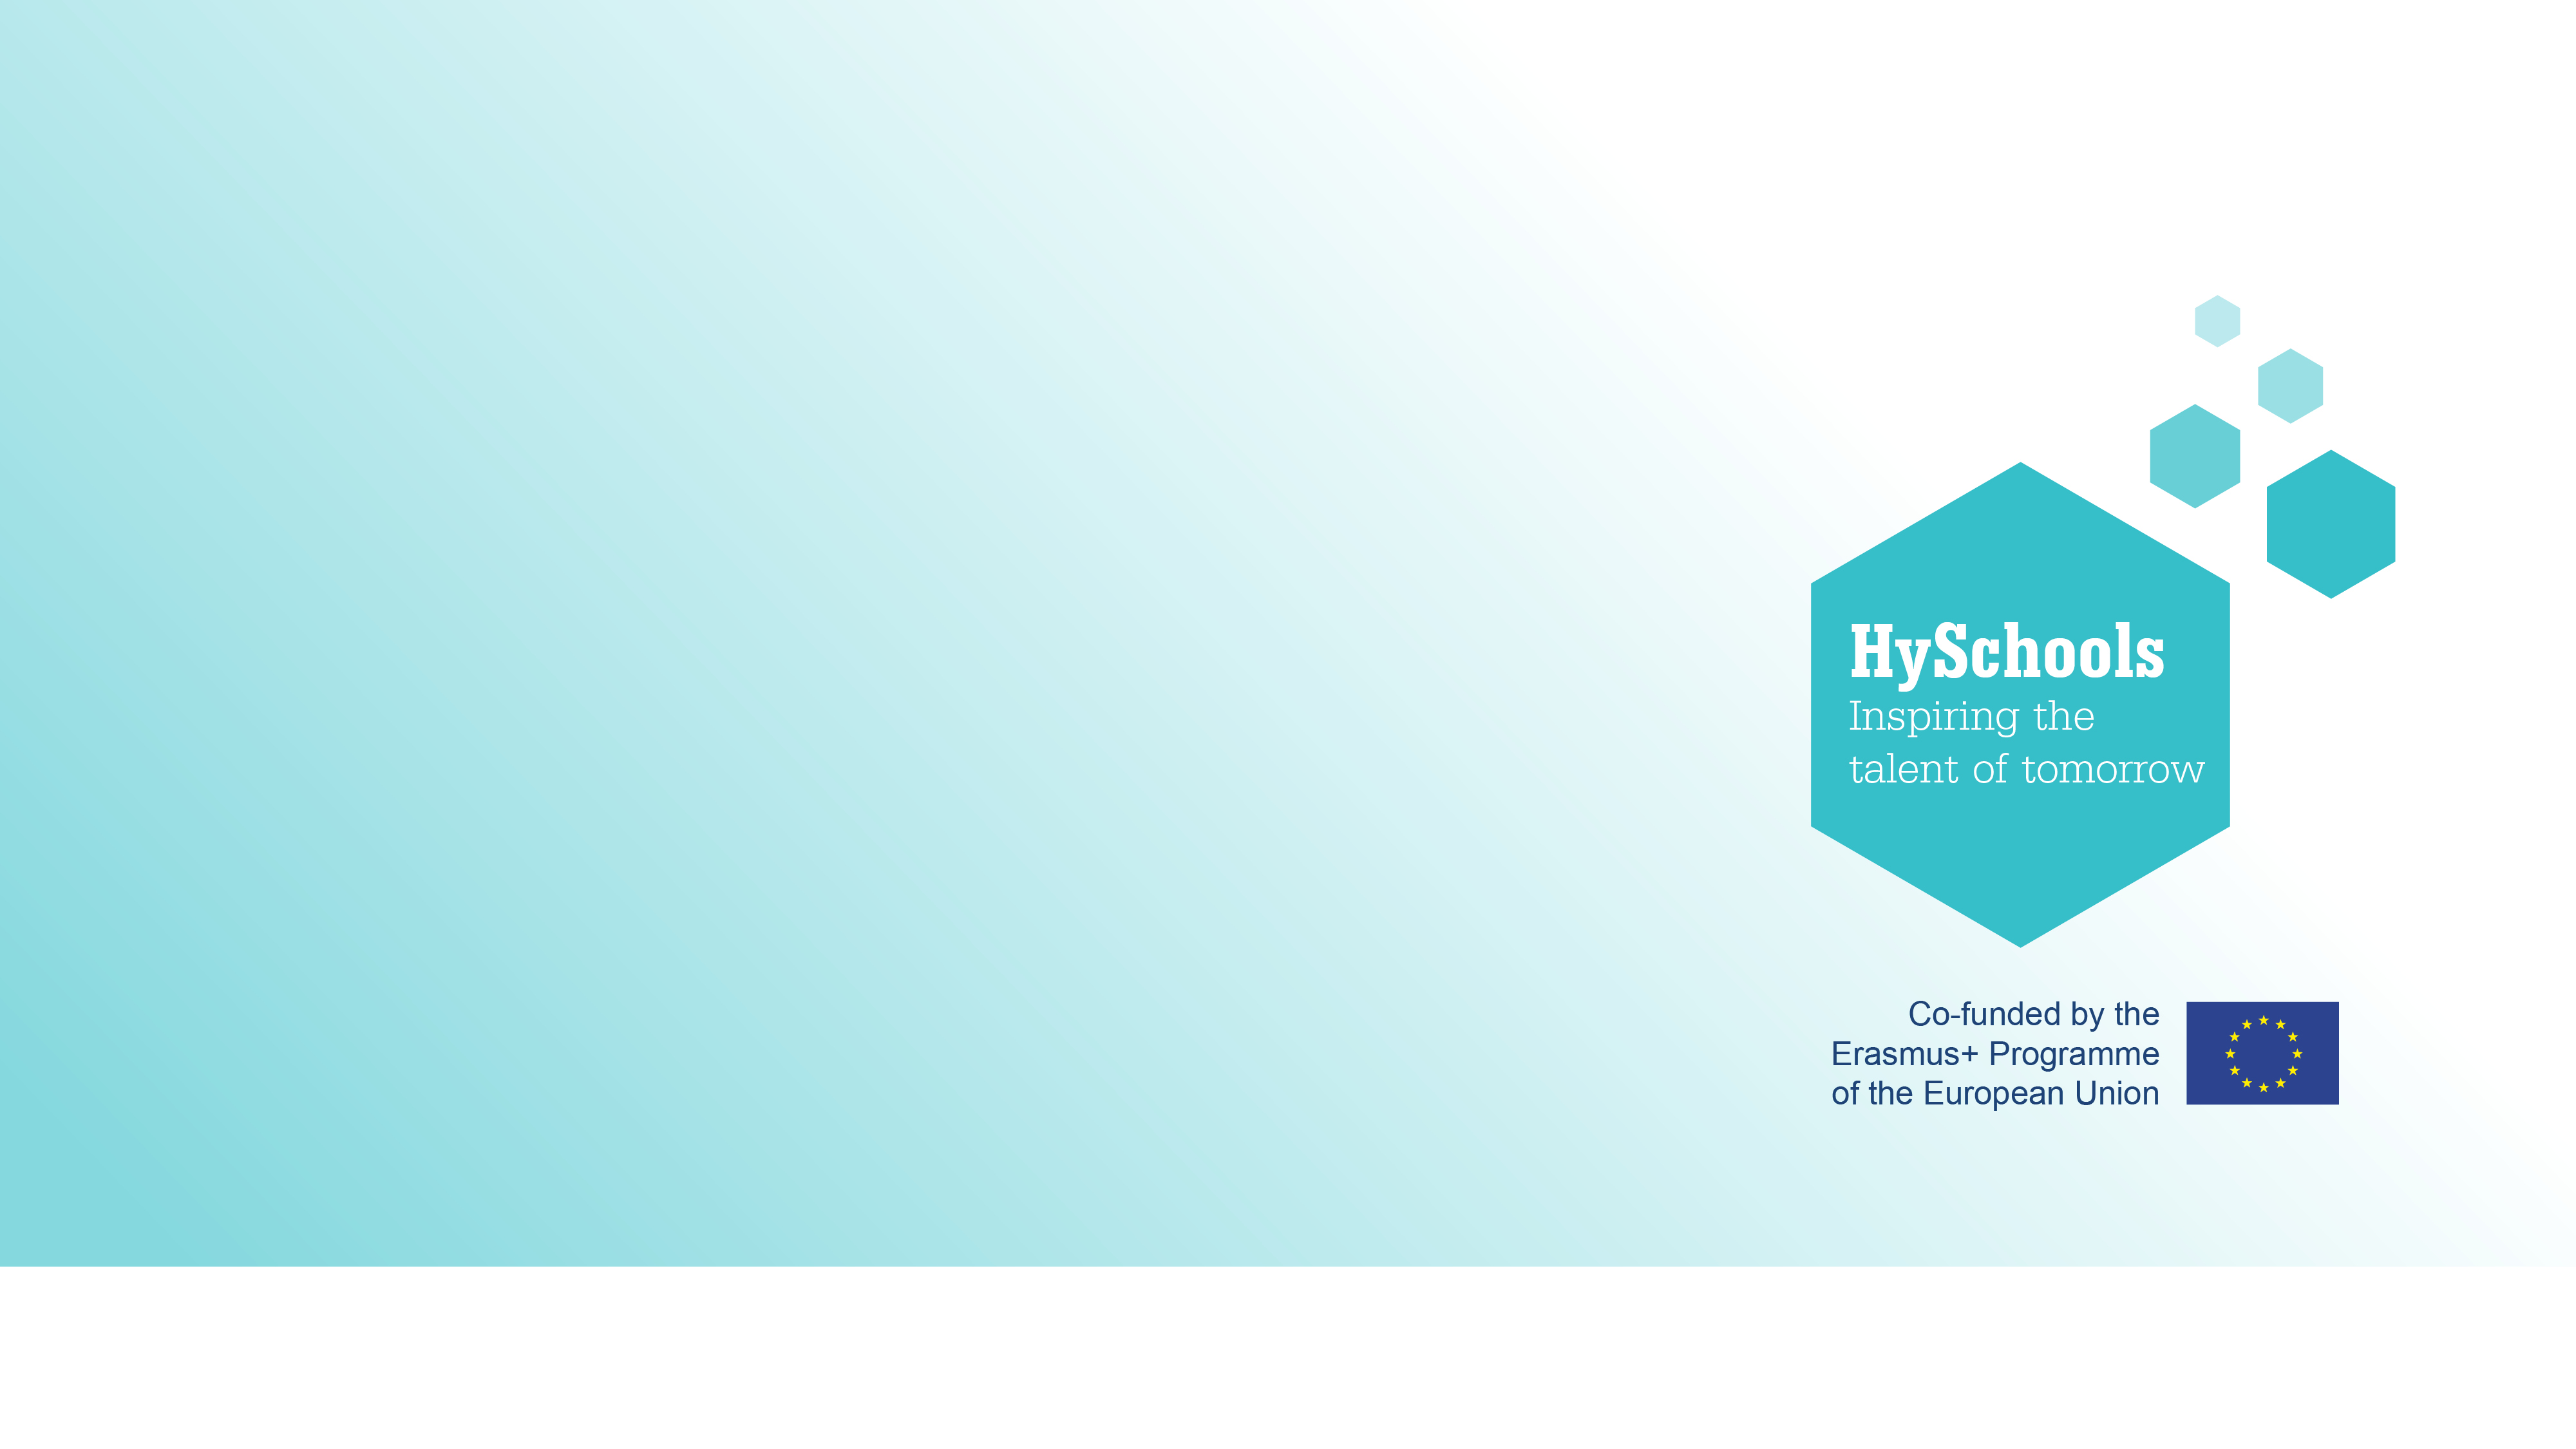 HySchools
Inspiring the
talent of tomorrow
Co-funded by the
Erasmus+ Programme
of the European Union